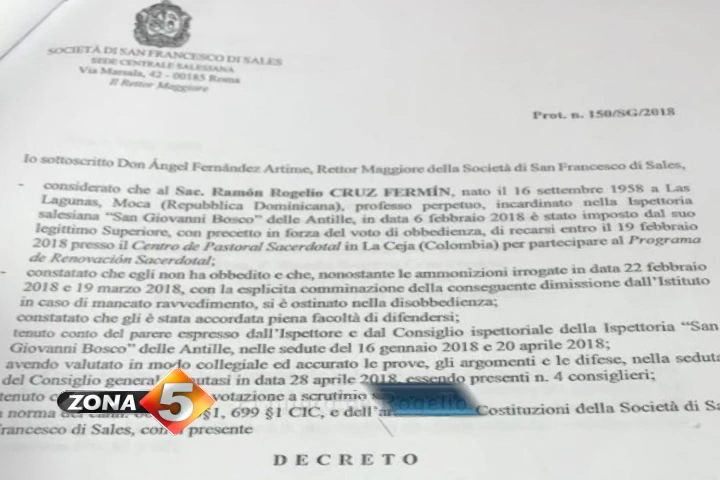 SOCIETÀ DI SAN FRANCESCO DI SALES
SEDE CENTRALE SALESIANA
Via Marsala, 42 - 00185 Roma
Il Rettor Maggiore
Prot. n. 150/SG/2018
Io sottoscritto Don Ángel Fernández Artime, Rettor Maggiore della Società di San Francesco di Sales,
- considerato che al Sac. Ramón Rogelio CRUZ FERMÍN, nato il 16 settembre 1958 a Las
Lagunas, Moca (Repubblica Dominicana), professo perpetuo, incardinato nella Ispettoria
salesiana "San Giovanni Bosco" delle Antille, in data 6 febbraio 2018 è stato imposto dal suo
legittimo Superiore, con precetto in forza del voto di obbedienza, di recarsi entro il 19 febbraio
2018 presso il Centro de Pastoral Sacerdotal in La Ceja (Colombia) per partecipare al Programa
de Renovación Sacerdotal;
- constatato che egli non ha obbedito e che, nonostante le ammonizioni irrogate in data 22 febbraio
2018 e 19 marzo 2018, con la esplicita comminazione della conseguente dimissione dall'Istituto
in caso di mancato ravvedimento, si è ostinato nella disobbedienza;
constatato che gli è stata accordata piena facoltà di difendersi;
tenuto conto del parere espresso dall'Ispettore e dal Consiglio ispettoriale della Ispettoria "San
Giovanni Bosco" delle Antille, nelle sedute del 16 gennaio 2018 e 20 aprile 2018;
avendo valutato in modo collegiale ed accurato le prove, gli argomenti e le difese, nella seduta
del Consiglio general utasi in data 28 aprile 2018, essendo presenti n. 4 consiglieri;
tenuto c votazione a scrutinio
a norma dei §1, 699 §1 CIC, e dell'ar Costituzioni della Società di Sa
Francesco di Sales, con presente
DECRETO
Rogelio
ZONA 5